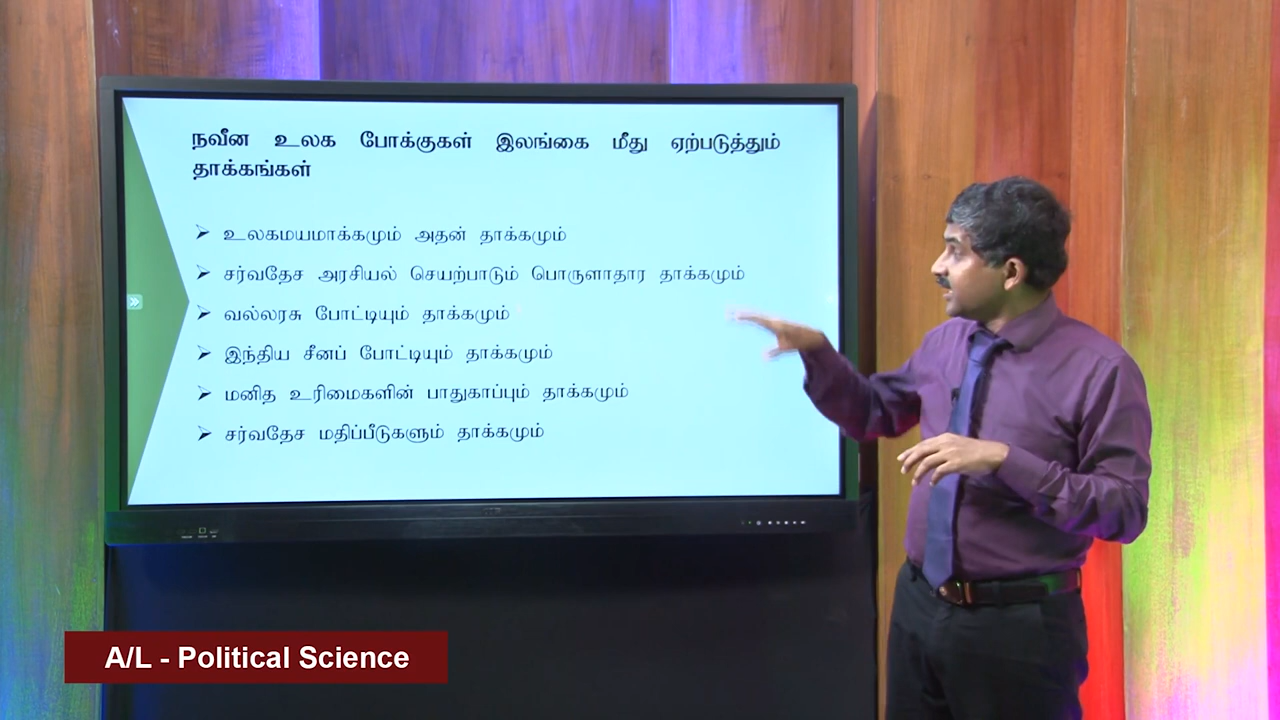 நவீன உலக போக்குகள் இலங்கை மீது ஏற்படுத்தும்
தாக்கங்கள்
உலகமயமாக்கமும் அதன் தாக்கமும்
சர்வதேச அரசியல் செயற்பாடும் பொருளாதார தாக்கமும்
வல்லரசு போட்டியும் தாக்கமும்
இந்திய சீனப் போட்டியும் தாக்கமும்
மனித உரிமைகளின் பாதுகாப்பும் தாக்கமும்
சர்வதேச மதிப்பீடுகளும் தாக்கமும்
A/L - Political Science